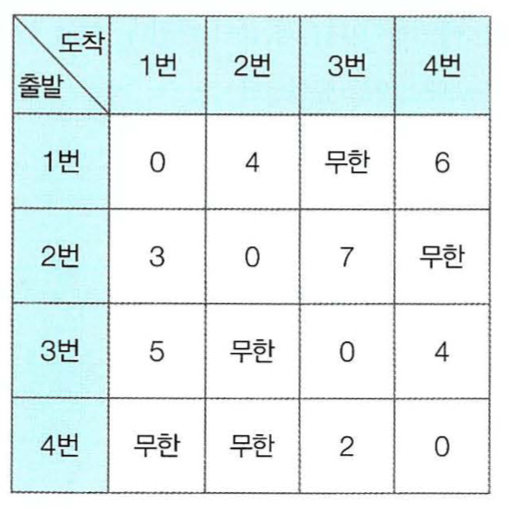 도착
출발 1번 2번 3번 4번
1번 0 4 무한 6
2번 3 0 7 무한
3번 5 무한 0 4
4번 무한 무한 2 0